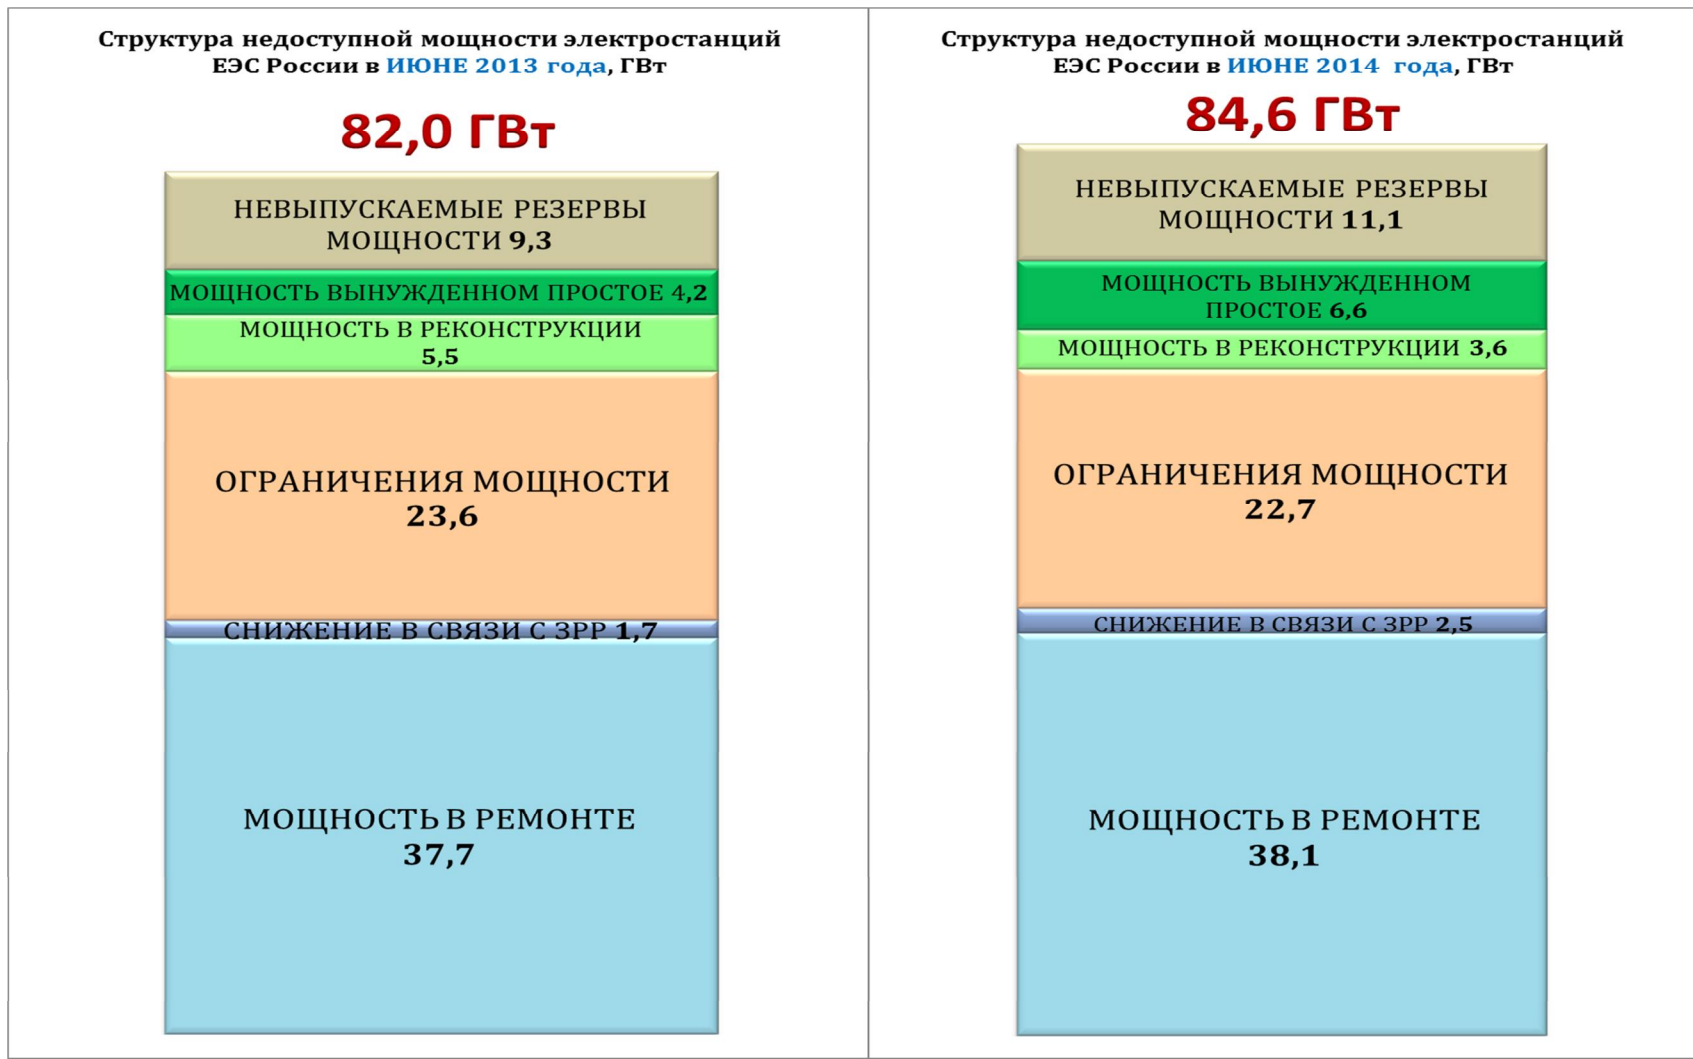 Структура недоступной мощности электростанций
ЕЭС России в ИЮНЕ 2013 года, ГВт
82,0 ГВт
НЕВЫПУСКАЕМЫЕ РЕЗЕРВЫ
МОЩНОСТИ 9,3
МОЩНОСТЬ ВЫНУЖДЕННОМ ПРОСТОЕ 4,2
МОЩНОСТЬ В РЕКОНСТРУКЦИИ
5,5
ОГРАНИЧЕНИЯ МОЩНОСТИ
23,6
СНИЖЕНИЕ В СВЯЗИ С ЗРР 1,7
МОЩНОСТЬ В РЕМОНТЕ
37,7
Структура недоступной мощности электростанций
ЕЭС России в ИЮНЕ 2014 года, ГВт
84,6 ГВт
НЕВЫПУСКАЕМЫЕ РЕЗЕРВЫ
МОЩНОСТИ 11,1
МОЩНОСТЬ ВЫНУЖДЕННОМ
ПРОСТОЕ 6,6
МОЩНОСТЬ В РЕКОНСТРУКЦИИ 3,6
ОГРАНИЧЕНИЯ МОЩНОСТИ
22,7
СНИЖЕНИЕ В СВЯЗИ С ЗРР 2,5
МОЩНОСТЬ В РЕМОНТЕ
38,1